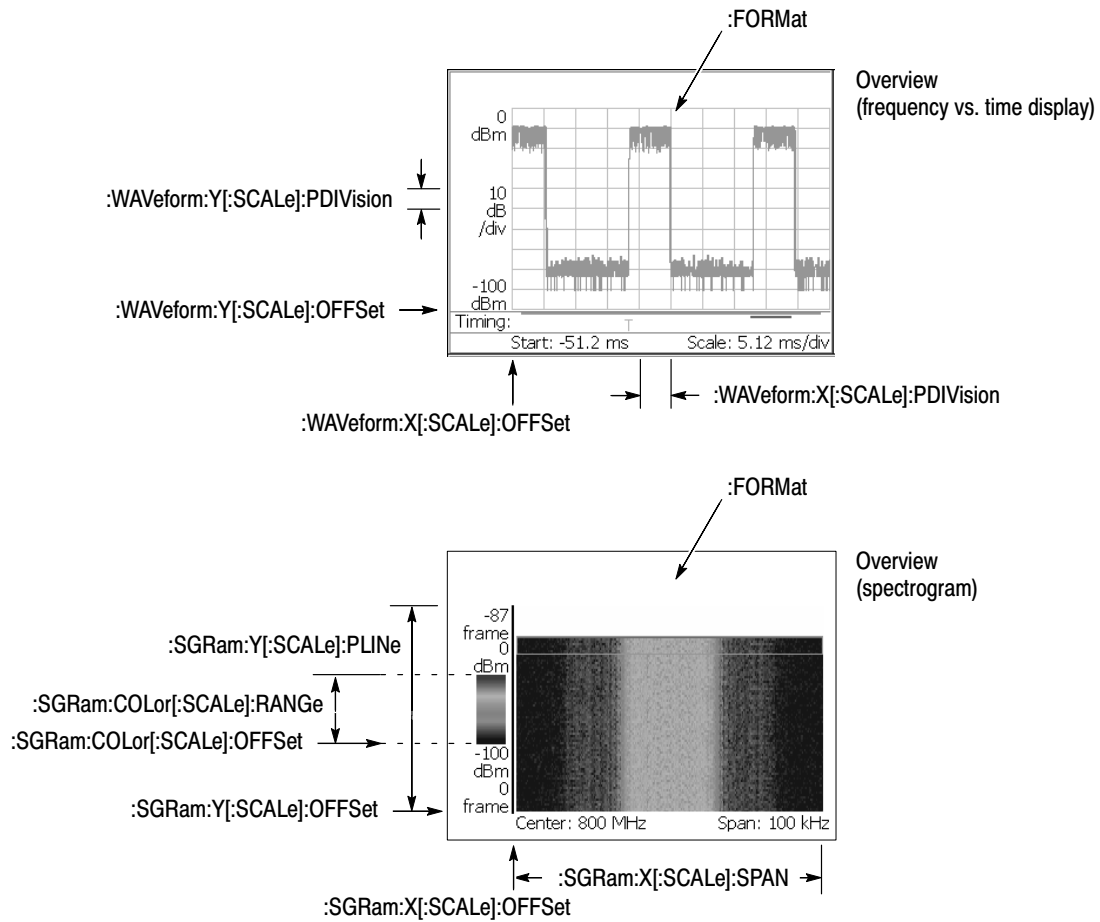 :FORMat
Overview
(frequency vs. time display)
0
dBm
:WAVeform:Y[:SCALe]:PDIVision
10
dB
/div
-100
dBm
:WAVeform:Y[:SCALe]:OFFSet
Timing:
T
Start: -51.2 ms
Scale: 5.12 ms/div
:WAVeform:X[:SCALe]:PDIVision
:WAVeform:X[:SCALe]:OFFSet
:FORMat
Overview
(spectrogram)
-87
frame
0
dBm
:SGRam:Y[:SCALe]:PLINe
:SGRam:COLor[:SCALe]:RANGe
:SGRam:COLor[:SCALe]:OFFSet
-100
dBm
0
frame
:SGRam:Y[:SCALe]:OFFSet
Center: 800 MHz
Span: 100 kHz
:SGRam:X[:SCALe]:SPAN
:SGRam:X[:SCALe]:OFFSet